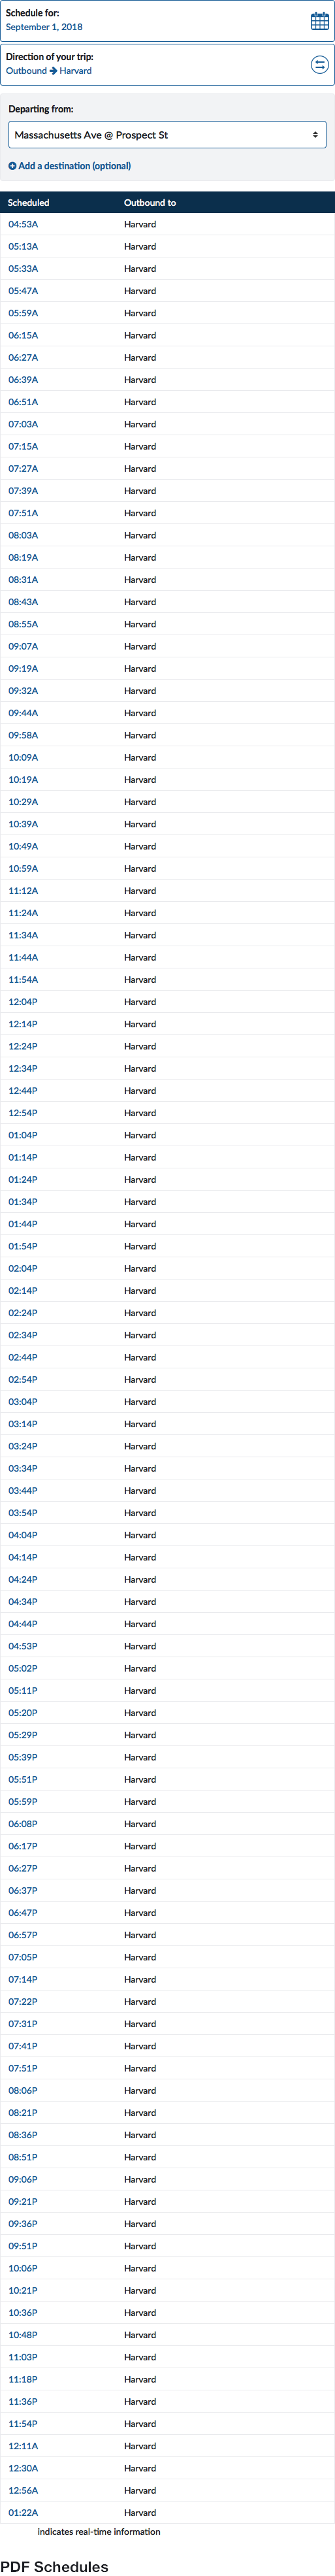 Schedule for:
September 1, 2018
Direction of your trip:
Outbound → Harvard
Departing from:
Massachusetts Ave @ Prospect St
Add a destination (optional)
Scheduled Outbound to
04:53A Harvard
05:13A Harvard
05:33A Harvard
05:47A Harvard
05:59A Harvard
06:15A Harvard
06:27A Harvard
06:39A Harvard
06:51A Harvard
07:03A Harvard
07:15A Harvard
07:27A Harvard
07:39A Harvard
07:51A Harvard
08:03A Harvard
08:19A Harvard
08:31A Harvard
08:43A Harvard
08:55A Harvard
09:07A Harvard
09:19A Harvard
09:32A Harvard
09:44A Harvard
09:58A Harvard
10:09A Harvard
10:19A Harvard
10:29A Harvard
10:39A Harvard
10:49A Harvard
10:59A Harvard
11:12A Harvard
11:24A Harvard
11:34A Harvard
11:44A Harvard
11:54A Harvard
12:04P Harvard
12:14P Harvard
12:24P Harvard
12:34P Harvard
12:44P Harvard
12:54P Harvard
01:04P Harvard
01:14P Harvard
01:24P Harvard
01:34P Harvard
01:44P Harvard
01:54P Harvard
02:04P Harvard
02:14P Harvard
02:24P Harvard
02:34P Harvard
02:44P Harvard
02:54P Harvard
03:04P Harvard
03:14P Harvard
03:24P Harvard
03:34P Harvard
03:44P Harvard
03:54P Harvard
04:04P Harvard
04:14P Harvard
04:24P Harvard
04:34P Harvard
04:44P Harvard
04:53P Harvard
05:02P Harvard
05:11P Harvard
05:20P Harvard
05:29P Harvard
05:39P Harvard
05:51P Harvard
05:59P Harvard
06:08P Harvard
06:17P Harvard
06:27P Harvard
06:37P Harvard
06:47P Harvard
06:57P Harvard
07:05P Harvard
07:14P Harvard
07:22P Harvard
07:31P Harvard
07:41P Harvard
07:51P Harvard
08:06P Harvard
08:21P Harvard
08:36P Harvard
08:51P Harvard
09:06P Harvard
09:21P Harvard
09:36P Harvard
09:51P Harvard
10:06P Harvard
10:21P Harvard
10:36P Harvard
10:48P Harvard
11:03P Harvard
11:18P Harvard
11:36P Harvard
11:54P Harvard
12:11A Harvard
12:30A Harvard
12:56A Harvard
01:22A Harvard
indicates real-time information
PDF Schedules